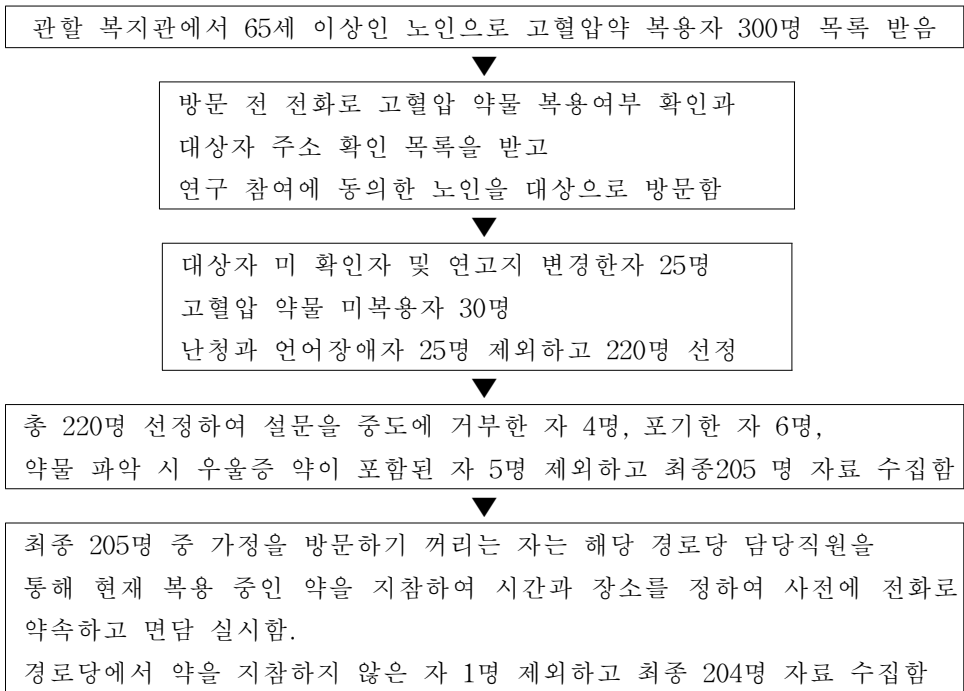 관할 복지관에서 65세 이상인 노인으로 고혈압약 복용자 300명 목록 받음
방문 전 전화로 고혈압 약물 복용여부 확인과
대상자 주소 확인 목록을 받고
연구 참여에 동의한 노인을 대상으로 방문함
대상자 미 확인자 및 연고지 변경한자 25명
고혈압 약물 미복용자 30명
난청과 언어장애자 25명 제외하고 220명 선정
총 220명 선정하여 설문을 중도에 거부한 자 4명, 포기한 자 6명,
약물 파악 시 우울증 약이 포함된 자 5명 제외하고 최종205 명 자료 수집함
최종 205명 중 가정을 방문하기 꺼리는 자는 해당 경로당 담당직원을
통해 현재 복용 중인 약을 지참하여 시간과 장소를 정하여 사전에 전화로
약속하고 면담 실시함.
경로당에서 약을 지참하지 않은 자 1명 제외하고 최종 204명 자료 수집함